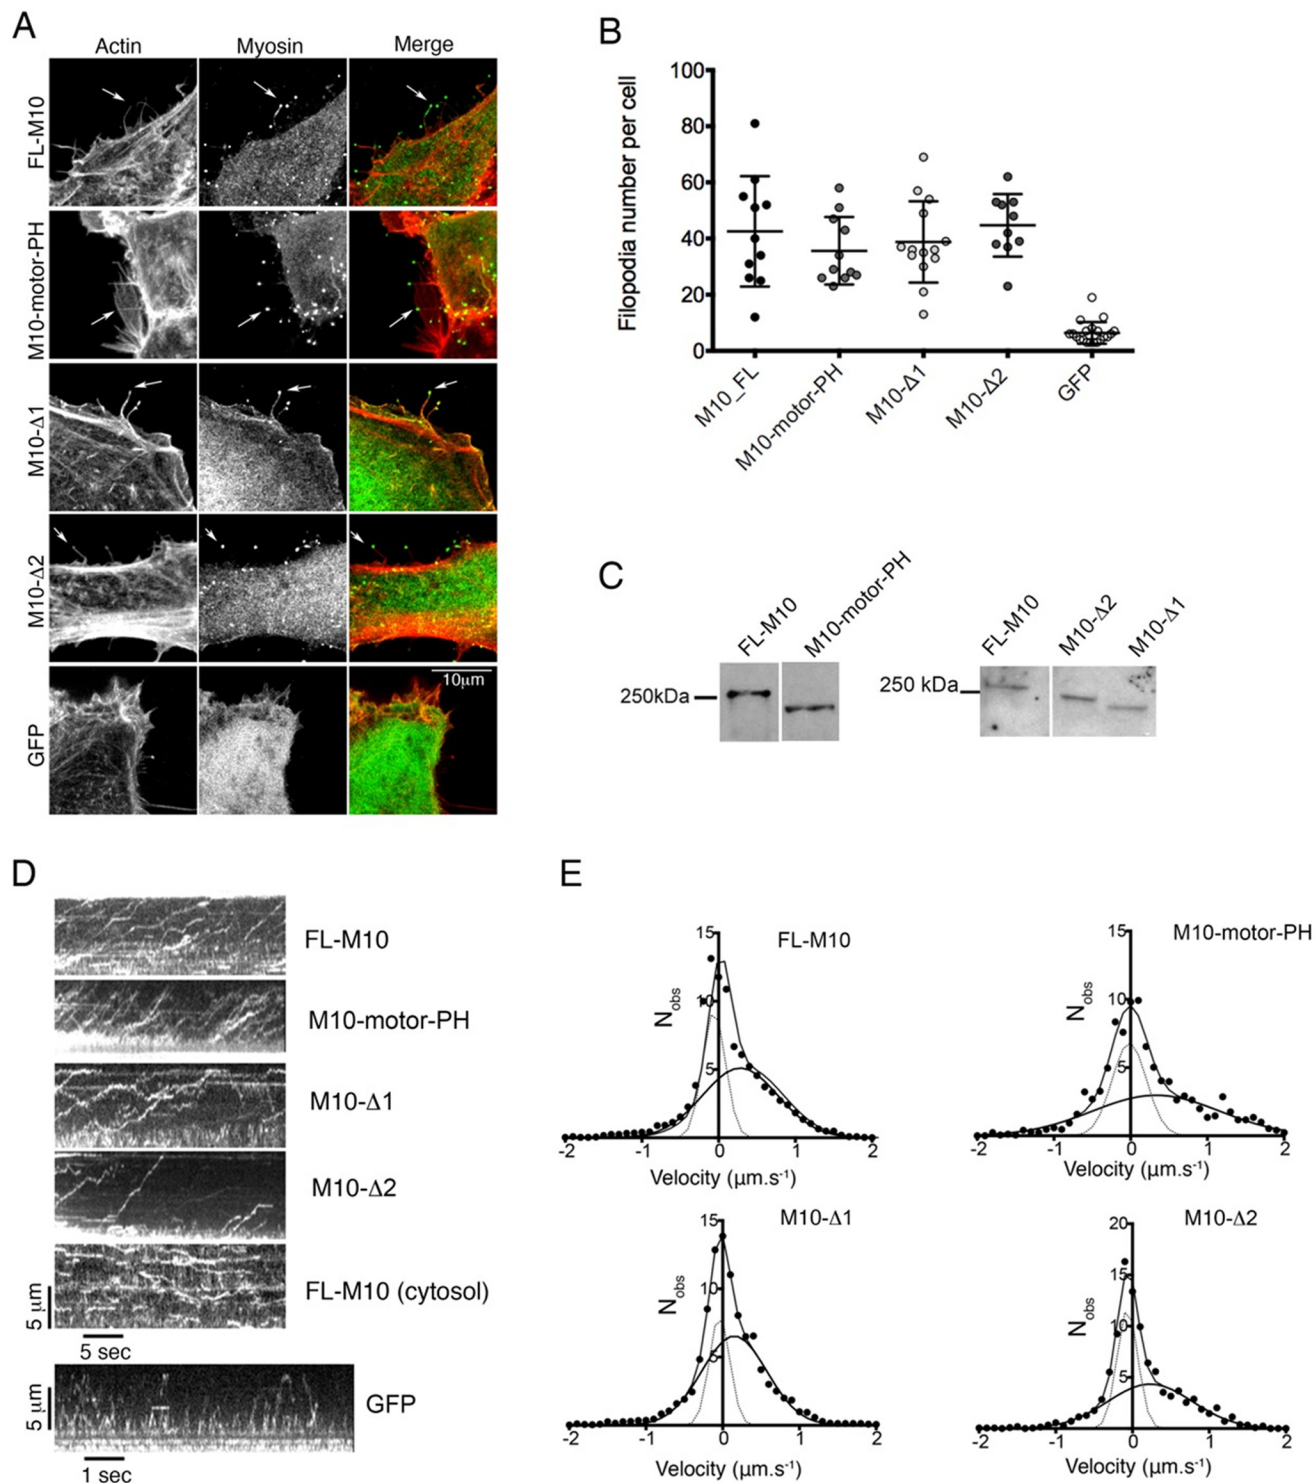 A
Actin Myosin Merge
FL-M10
M10-motor-PH
M10-Δ1
M10-Δ2
GFP
10μm
B
Filopodia number per cell
100
80
60
40
20
0
M10_FL
M10-motor-PH
M10-Δ1
M10-Δ2
GFP
C
FL-M10
M10-motor-PH
250kDa
FL-M10
M10-Δ2
M10-Δ1
250 kDa
D
FL-M10
M10-motor-PH
M10-Δ1
M10-Δ2
FL-M10 (cytosol)
5 μm
5 sec
GFP
5 μm
1 sec
E
FL-M10
Nobs
15
10
5
-2 -1 0 1 2
Velocity (μm.s-1)
M10-motor-PH
Nobs
15
10
5
-2 -1 0 1 2
Velocity (μm.s-1)
M10-Δ1
Nobs
15
10
5
-2 -1 0 1 2
Velocity (μm.s-1)
M10-Δ2
Nobs
20
15
10
5
-2 -1 0 1 2
Velocity (μm.s-1)